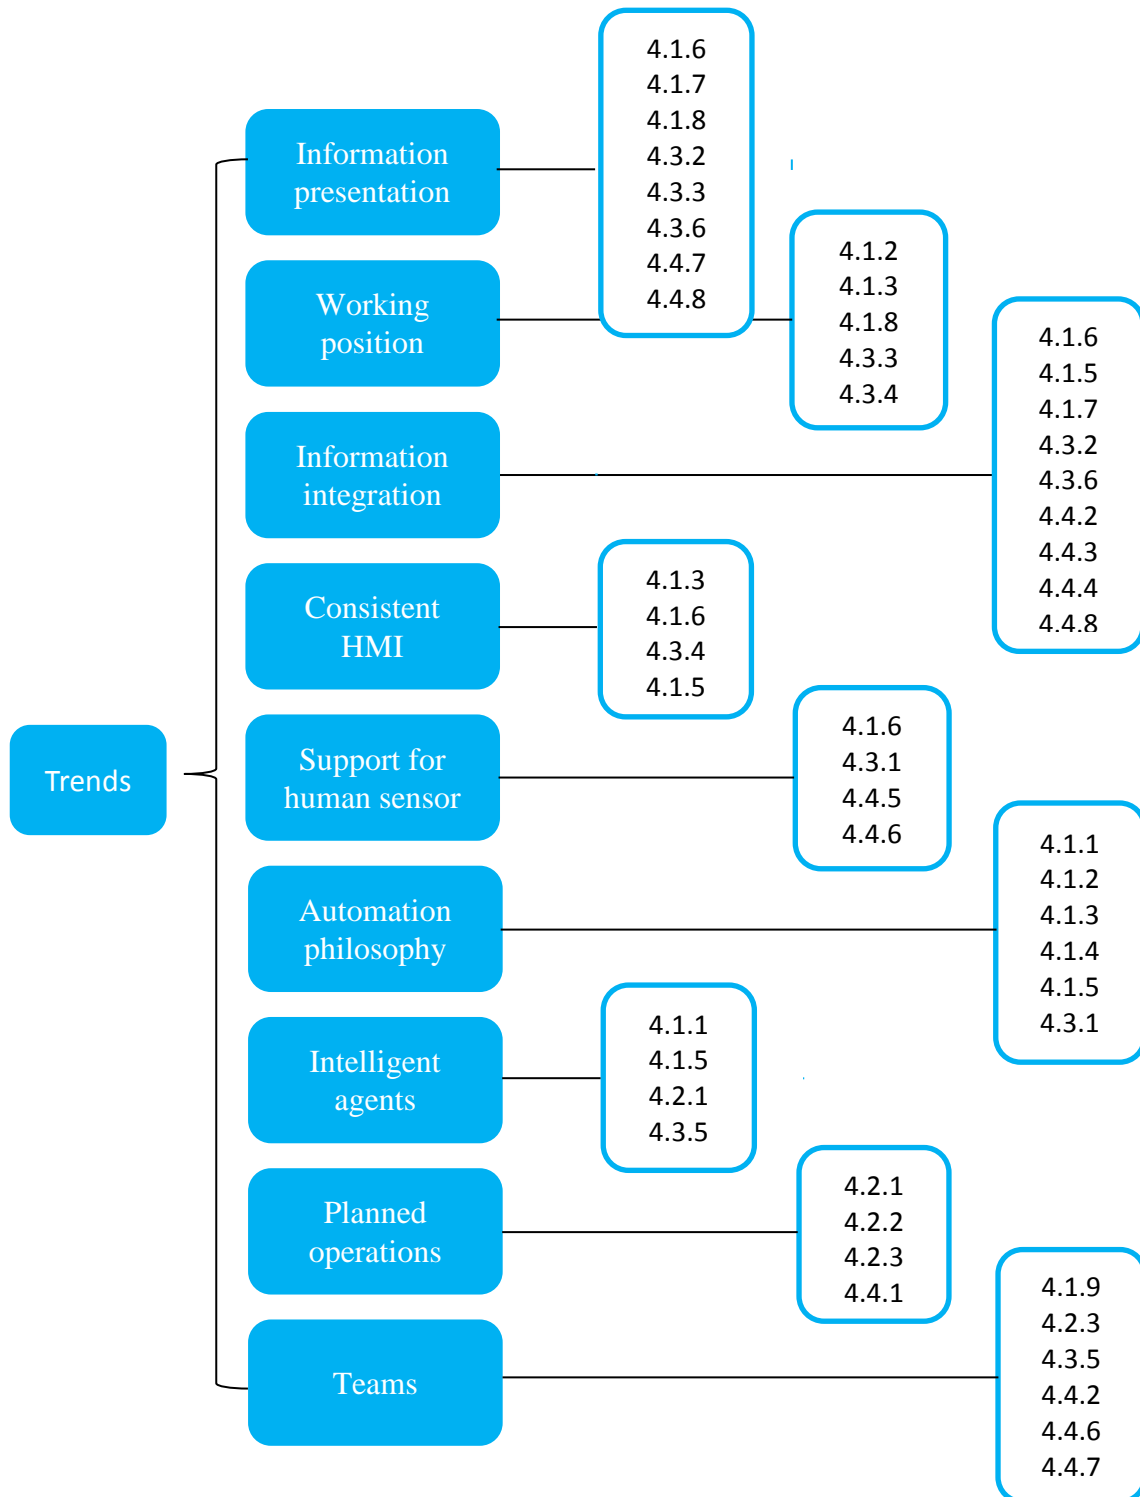 Trends
Information
presentation
4.1.6
4.1.7
4.1.8
4.3.2
4.3.3
4.3.6
4.4.7
4.4.8
Working
position
4.1.2
4.1.3
4.1.8
4.3.3
4.3.4
Information
integration
4.1.6
4.1.5
4.1.7
4.3.2
4.3.6
4.4.2
4.4.3
4.4.4
4.4.8
Consistent
HMI
4.1.3
4.1.6
4.3.4
4.1.5
Support for
human sensor
4.1.6
4.3.1
4.4.5
4.4.6
Automation
philosophy
4.1.1
4.1.2
4.1.3
4.1.4
4.1.5
4.3.1
Intelligent
agents
4.1.1
4.1.5
4.2.1
4.3.5
Planned
operations
4.2.1
4.2.2
4.2.3
4.4.1
Teams
4.1.9
4.2.3
4.3.5
4.4.2
4.4.6
4.4.7